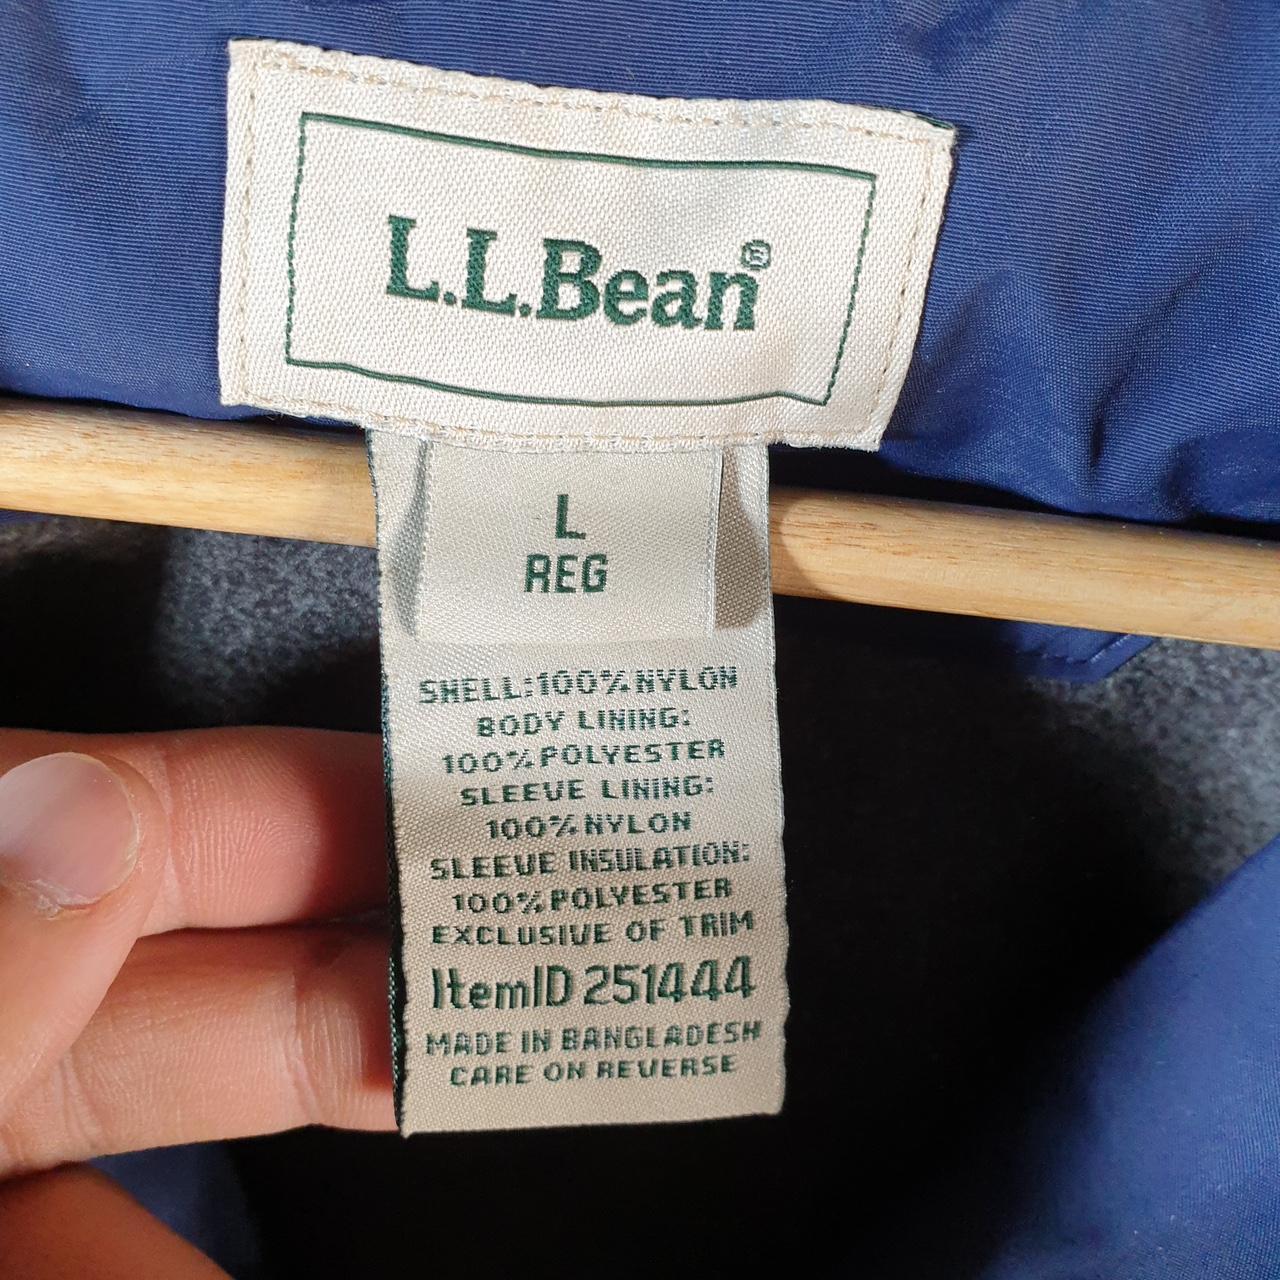 L.L.Bean®
L
REG
SHELL:100%NYLON
BODY LINING:
100%POLYESTER
SLEEVE LINING:
100%NYLON
SLEEVE INSULATION:
100%POLYESTER
EXCLUSIVE OF TRIM
ItemID 251444
MADE IN BANGLADESH
CARE ON REVERSE